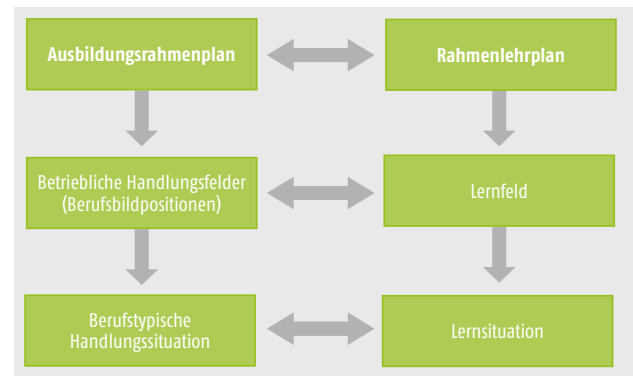 Ausbildungsrahmenplan
Rahmenlehrplan
Betriebliche Handlungsfelder
(Berufsbildpositionen)
Lernfeld
Berufstypische
Handlungssituation
Lernsituation